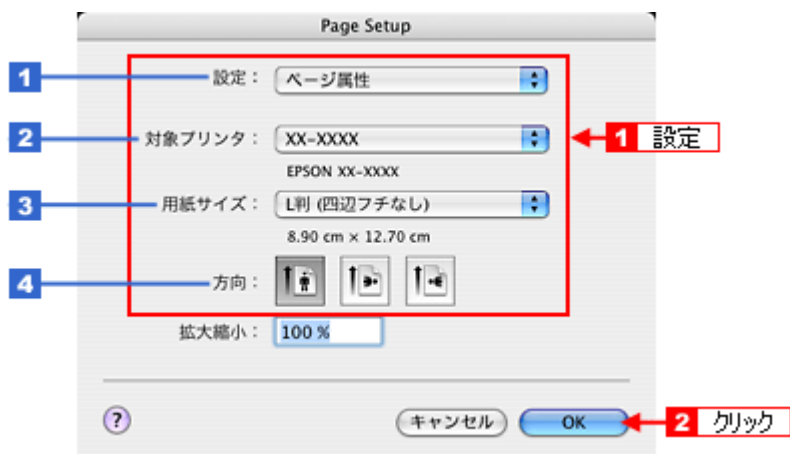 Page Setup
1 設定： ページ属性
2 対象プリンタ： XX-XXXX
1 設定
EPSON XX-XXXX
3 用紙サイズ： L判 (四辺フチなし)
8.90 cm × 12.70 cm
4 方向：
拡大縮小： 100 %
? キャンセル OK
2 クリック